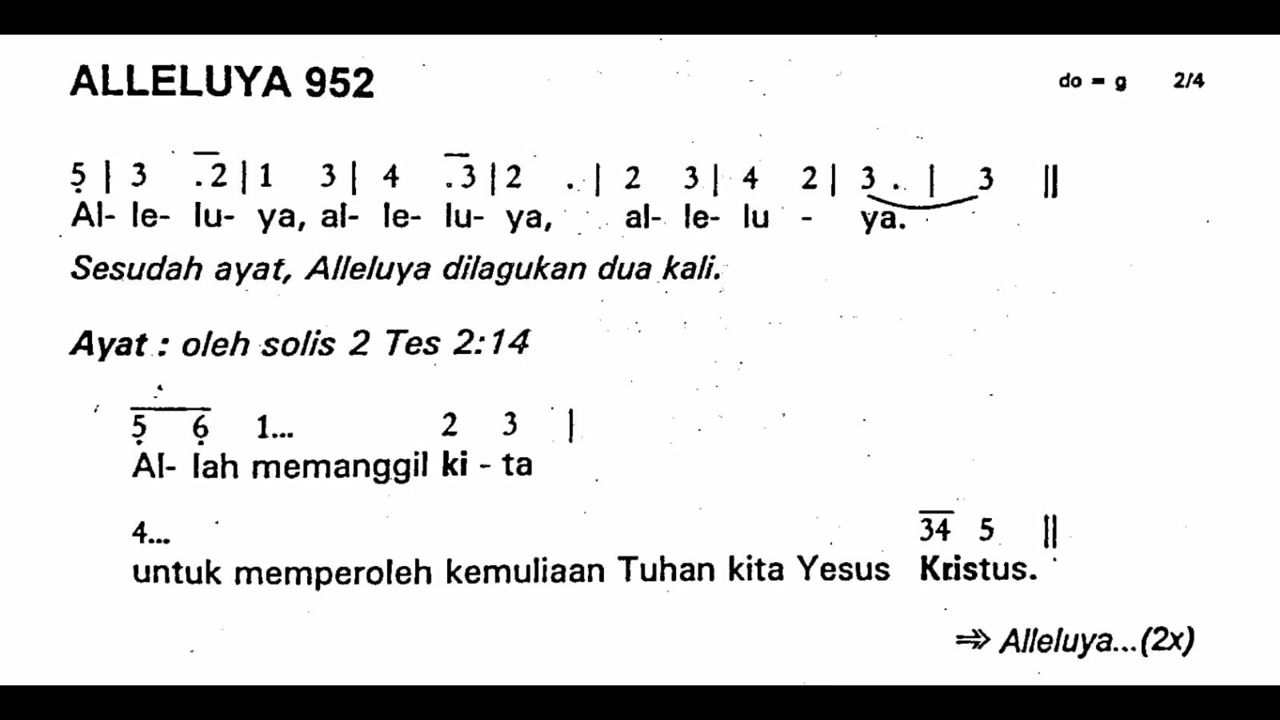 ALLELUYA 952 do = g 2/4
5̣ | 3 .2 | 1 3 | 4 .3 | 2 . | 2 3 | 4 2 | 3 . | 3 ||
Al- le- lu- ya, al- le- lu- ya, al- le- lu - ya.
Sesudah ayat, Alleluya dilagukan dua kali.
Ayat : oleh solis 2 Tes 2:14
5̣ 6̣ 1... 2 3 |
Al- lah memanggil ki - ta
4... 34 5 ||
untuk memperoleh kemuliaan Tuhan kita Yesus Kristus.
⇒ Alleluya...(2x)